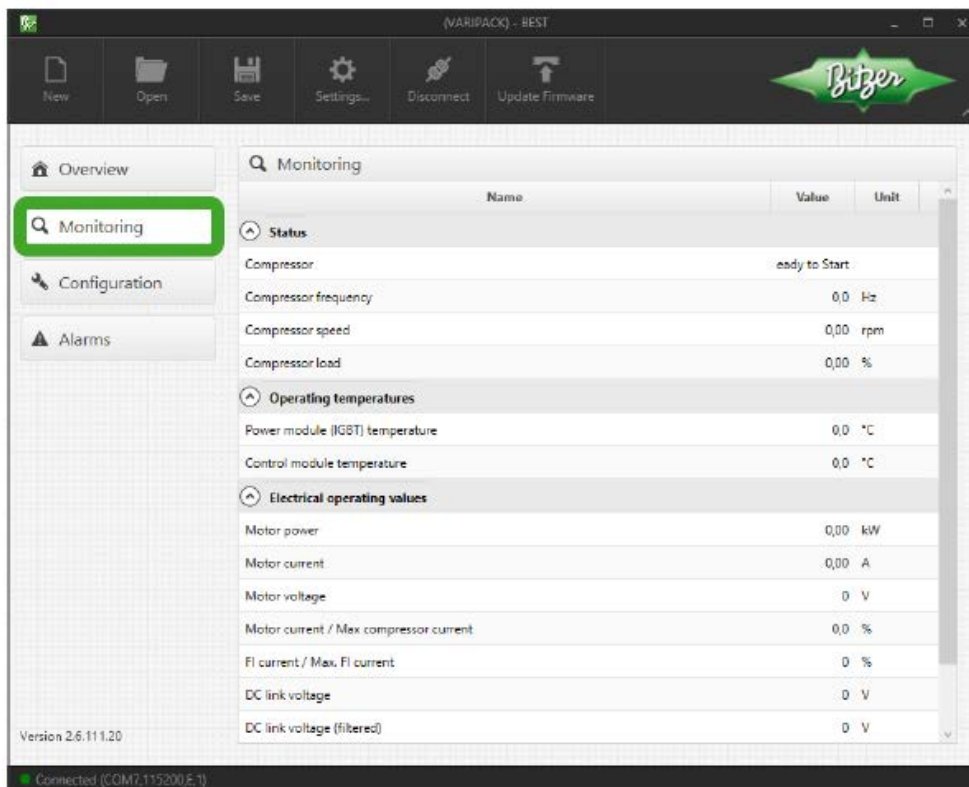 (VARIPACK) - BEST
New Open Save Settings... Disconnect Update Firmware
Bitzer
Overview
Monitoring
Configuration
Alarms
Version 2.6.111.20
Monitoring
Name Value Unit
Status
Compressor eady to Start
Compressor frequency 0,0 Hz
Compressor speed 0,00 rpm
Compressor load 0,00 %
Operating temperatures
Power module (IGBT) temperature 0,0 °C
Control module temperature 0,0 °C
Electrical operating values
Motor power 0,00 kW
Motor current 0,00 A
Motor voltage 0 V
Motor current / Max compressor current 0,0 %
FI current / Max. FI current 0 %
DC link voltage 0 V
DC link voltage (filtered) 0 V
Connected (COM7,115200,E,1)